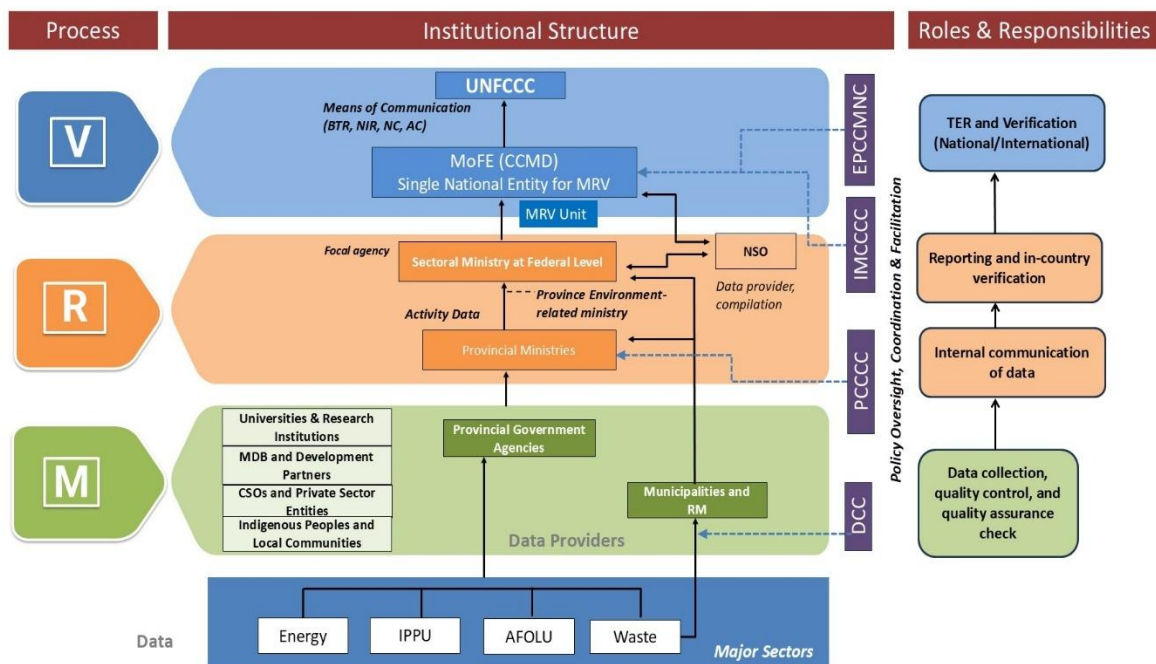 Process
Institutional Structure
Roles & Responsibilities
V
UNFCCC
Means of Communication
(BTR, NIR, NC, AC)
MoFE (CCMD)
Single National Entity for MRV
MRV Unit
R
Focal agency
Sectoral Ministry at Federal Level
NSO
Data provider,
compilation
Province Environment-
related ministry
Activity Data
Provincial Ministries
M
Universities & Research
Institutions
MDB and Development
Partners
CSOs and Private Sector
Entities
Indigenous Peoples and
Local Communities
Provincial Government
Agencies
Municipalities and
RM
Data Providers
Data
Energy
IPPU
AFOLU
Waste
Major Sectors
EPCCMNC
IMCCCC
PCCCC
DCC
Policy Oversight, Coordination & Facilitation
TER and Verification
(National/International)
Reporting and in-country
verification
Internal communication
of data
Data collection,
quality control, and
quality assurance
check